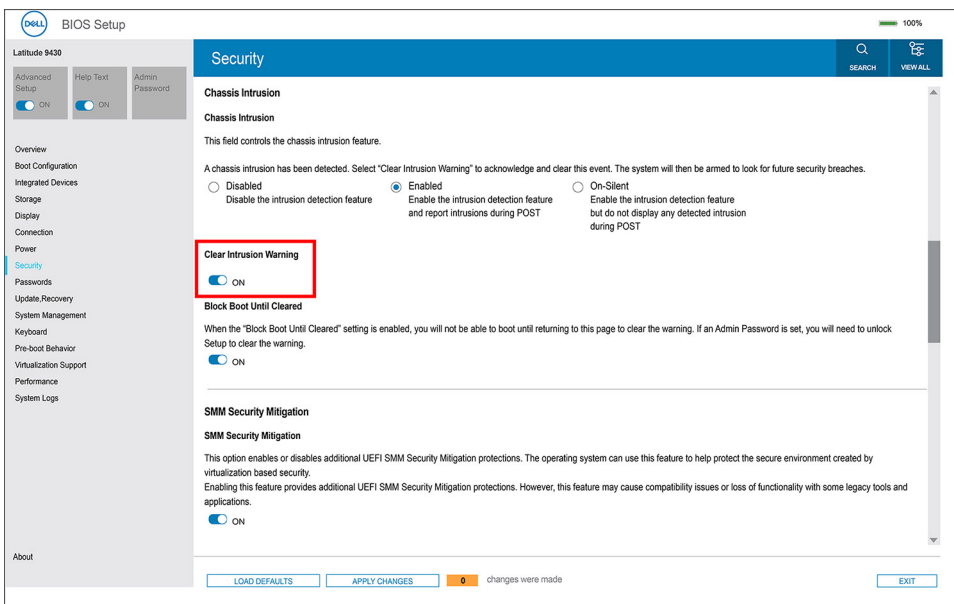 DELL
BIOS Setup
100%
Latitude 9430
Advanced Setup
ON
Help Text
ON
Admin Password
Overview
Boot Configuration
Integrated Devices
Storage
Display
Connection
Power
Security
Passwords
Update,Recovery
System Management
Keyboard
Pre-boot Behavior
Virtualization Support
Performance
System Logs
About
Security
SEARCH
VIEW ALL
Chassis Intrusion
Chassis Intrusion
This field controls the chassis intrusion feature.
A chassis intrusion has been detected. Select "Clear Intrusion Warning" to acknowledge and clear this event. The system will then be armed to look for future security breaches.
Disabled
Disable the intrusion detection feature
Enabled
Enable the intrusion detection feature
and report intrusions during POST
On-Silent
Enable the intrusion detection feature
but do not display any detected intrusion
during POST
Clear Intrusion Warning
ON
Block Boot Until Cleared
When the "Block Boot Until Cleared" setting is enabled, you will not be able to boot until returning to this page to clear the warning. If an Admin Password is set, you will need to unlock
Setup to clear the warning.
ON
SMM Security Mitigation
SMM Security Mitigation
This option enables or disables additional UEFI SMM Security Mitigation protections. The operating system can use this feature to help protect the secure environment created by
virtualization based security.
Enabling this feature provides additional UEFI SMM Security Mitigation protections. However, this feature may cause compatibility issues or loss of functionality with some legacy tools and
applications.
ON
LOAD DEFAULTS
APPLY CHANGES
0 changes were made
EXIT